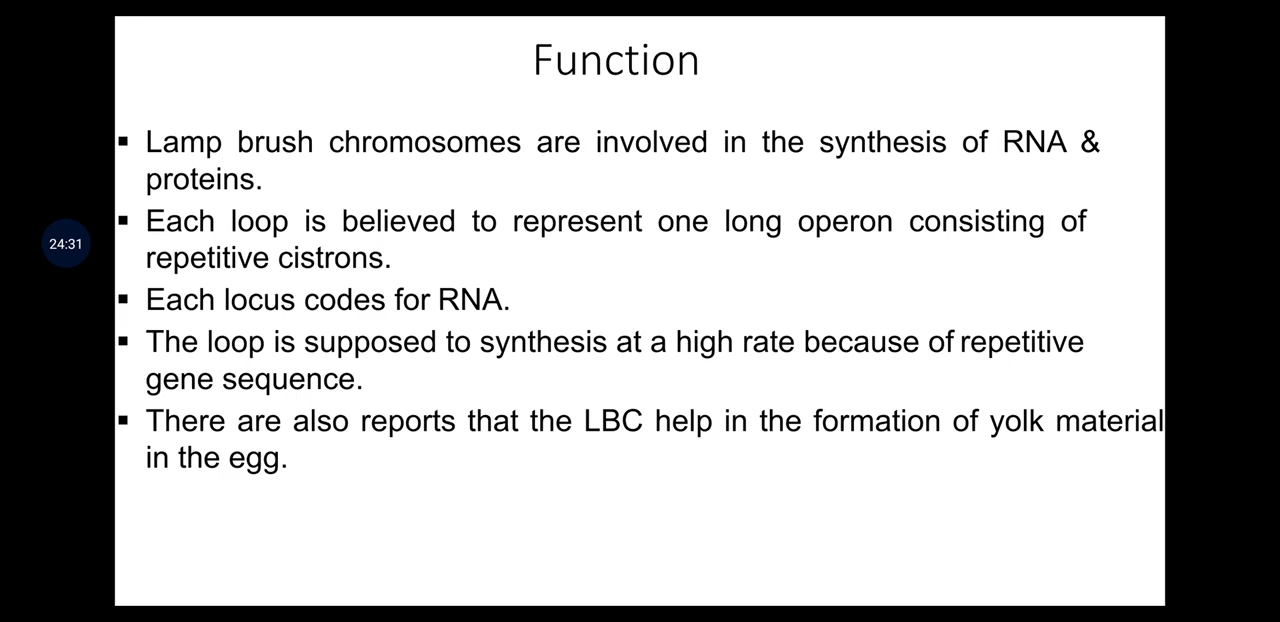 Function
▪ Lamp brush chromosomes are involved in the synthesis of RNA &
proteins.
▪ Each loop is believed to represent one long operon consisting of
repetitive cistrons.
24:31
▪ Each locus codes for RNA.
▪ The loop is supposed to synthesis at a high rate because of repetitive
gene sequence.
▪ There are also reports that the LBC help in the formation of yolk material
in the egg.